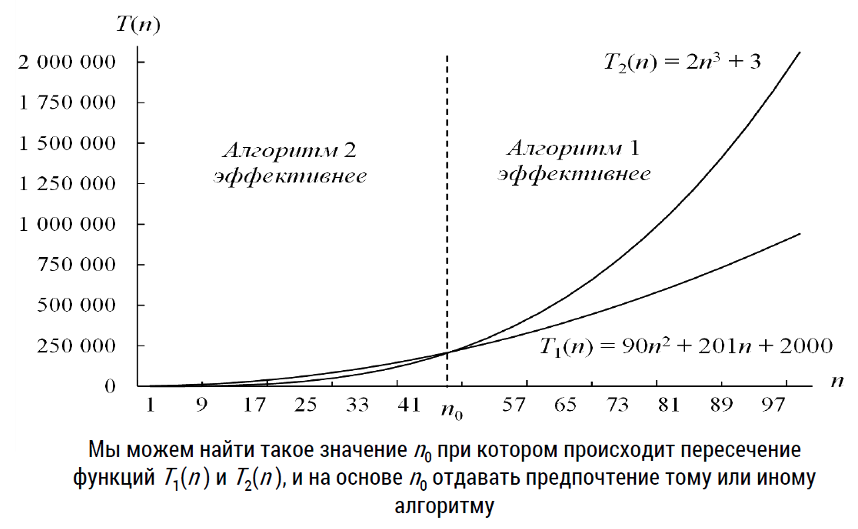 T(n)
2 000 000
1 750 000
1 500 000
1 250 000
1 000 000
750 000
500 000
250 000
0
T₂(n) = 2n³ + 3
Алгоритм 2
эффективнее
Алгоритм 1
эффективнее
T₁(n) = 90n² + 201n + 2000
1 9 17 25 33 41 n₀ 57 65 73 81 89 97 n
Мы можем найти такое значение n₀ при котором происходит пересечение
функций T₁(n) и T₂(n), и на основе n₀ отдавать предпочтение тому или иному
алгоритму